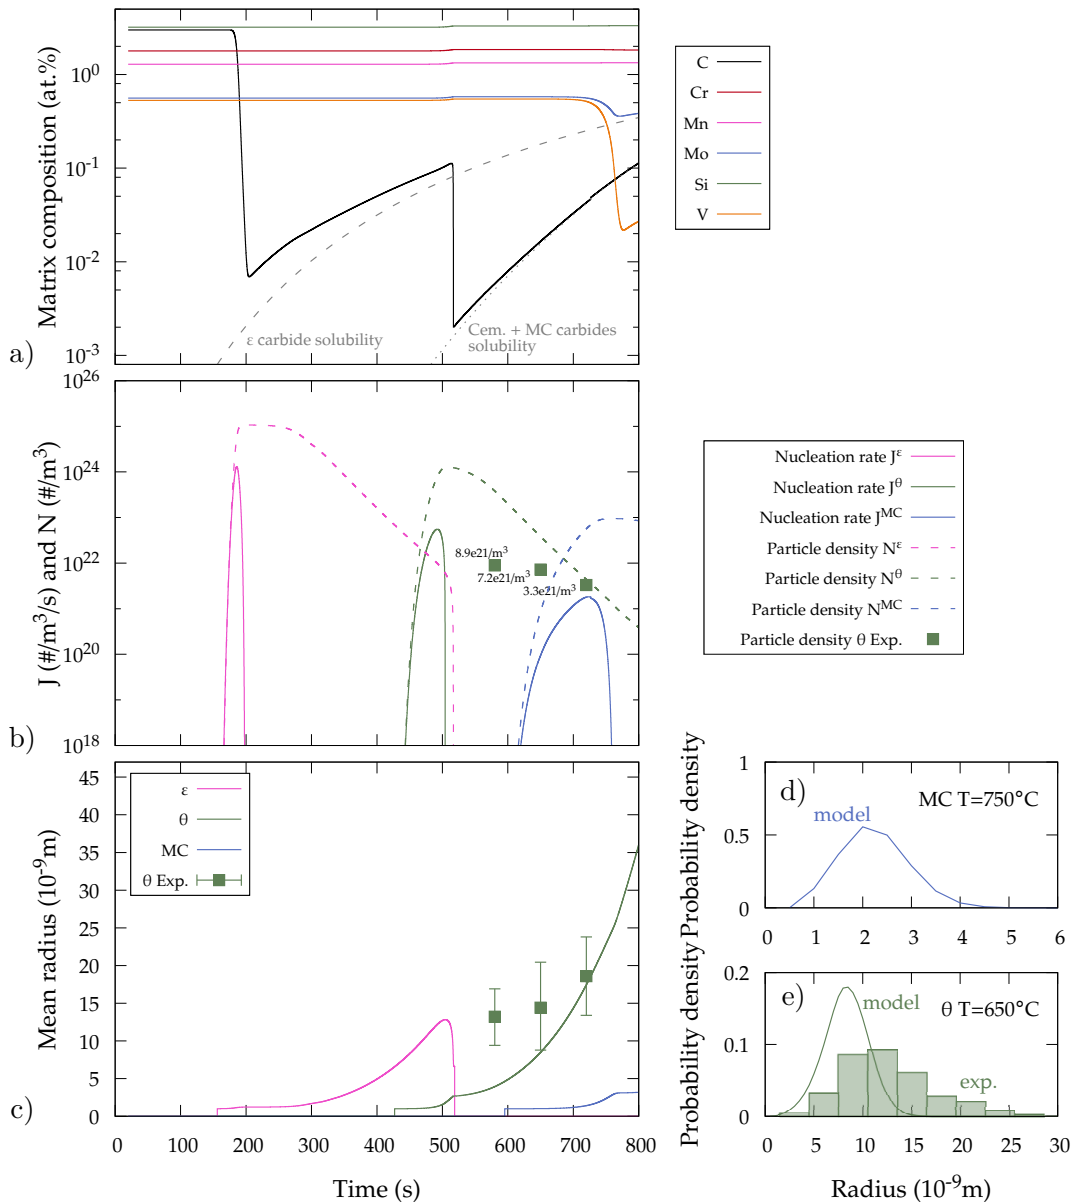 Matrix composition (at.%)
10^0
10^-1
10^-2
10^-3
ε carbide solubility
Cem. + MC carbides
solubility
a)
C
Cr
Mn
Mo
Si
V
J (#/m^3/s) and N (#/m^3)
10^26
10^24
10^22
10^20
10^18
8.9e21/m^3
7.2e21/m^3
3.3e21/m^3
b)
Nucleation rate J^ε
Nucleation rate J^θ
Nucleation rate J^MC
Particle density N^ε
Particle density N^θ
Particle density N^MC
Particle density θ Exp.
Mean radius (10^-9m)
45
40
35
30
25
20
15
10
5
0
ε
θ
MC
θ Exp.
c)
0 100 200 300 400 500 600 700 800
Time (s)
Probability density
1
0.5
0
d)
MC T=750°C
model
0 1 2 3 4 5 6
Probability density
0.2
0.1
0
e)
θ T=650°C
model
exp.
0 5 10 15 20 25 30
Radius (10^-9m)